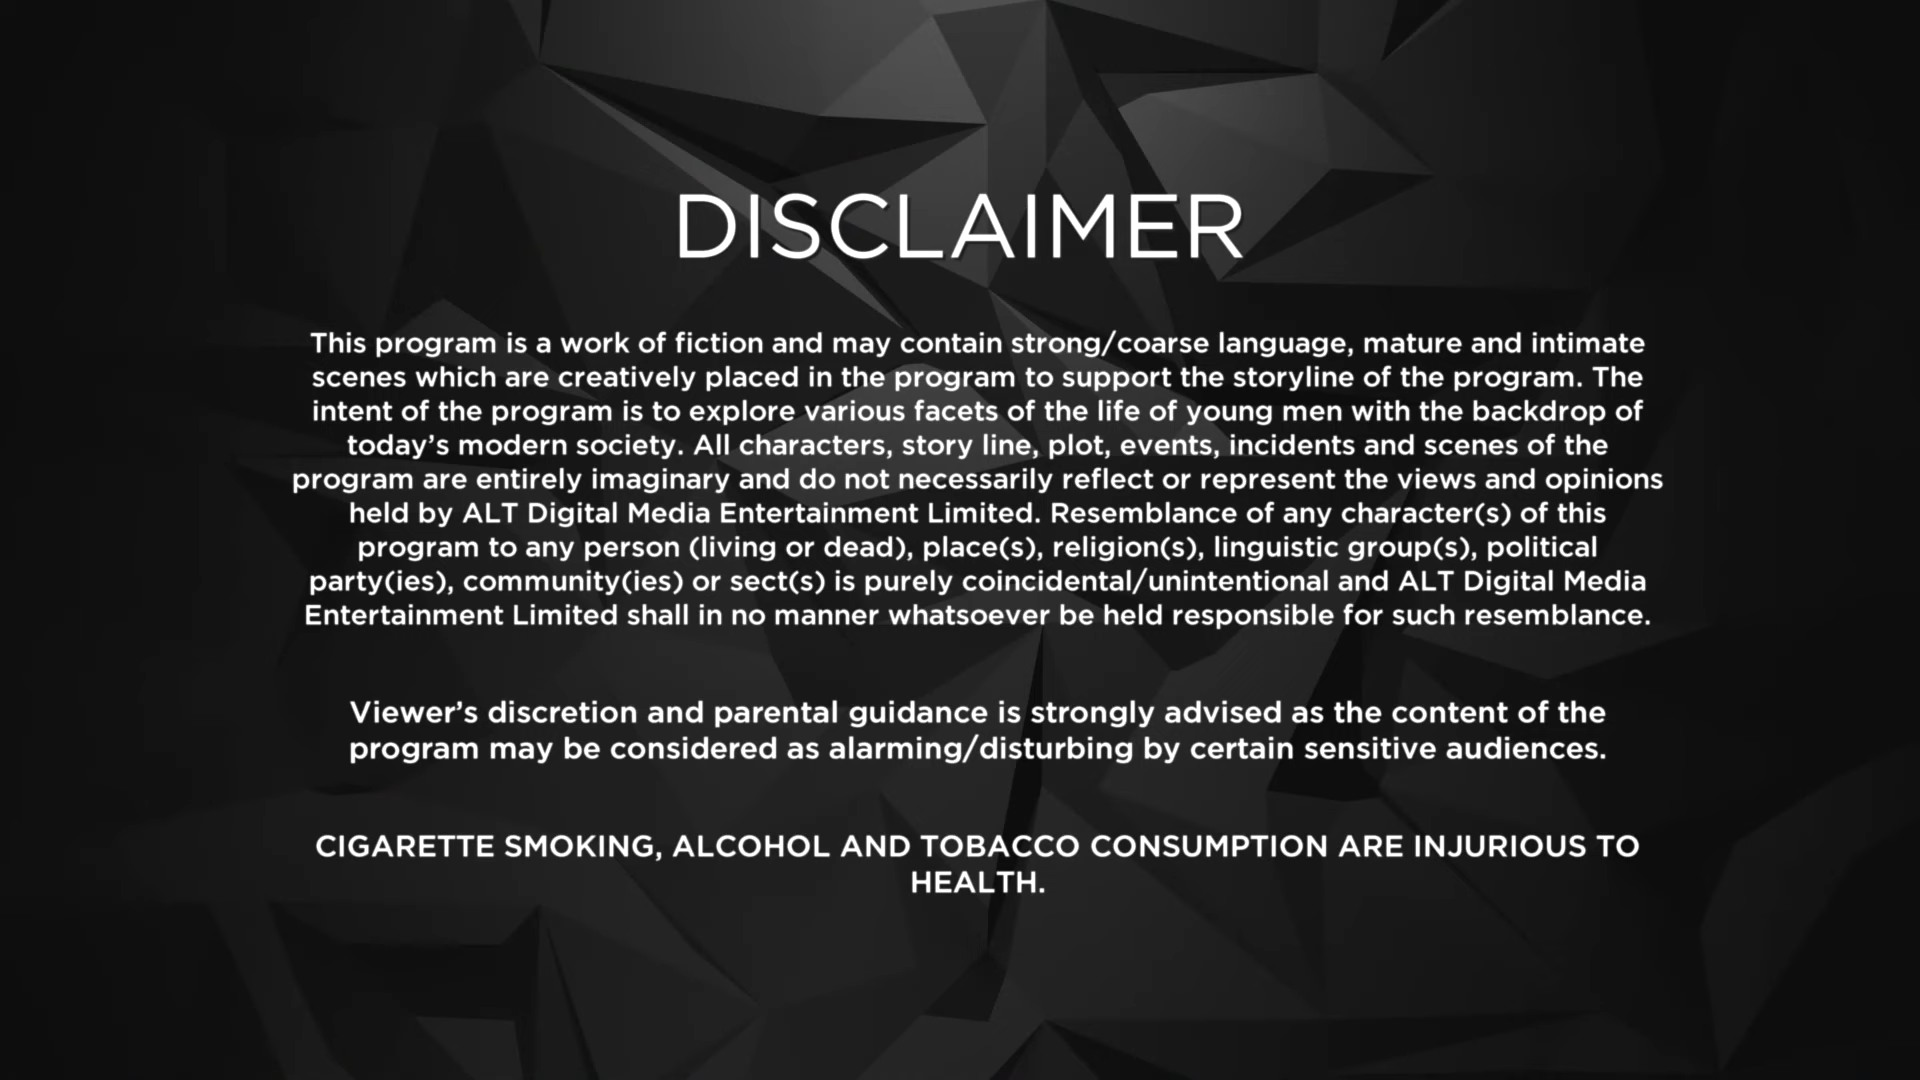 DISCLAIMER
This program is a work of fiction and may contain strong/coarse language, mature and intimate
scenes which are creatively placed in the program to support the storyline of the program. The
intent of the program is to explore various facets of the life of young men with the backdrop of
today’s modern society. All characters, story line, plot, events, incidents and scenes of the
program are entirely imaginary and do not necessarily reflect or represent the views and opinions
held by ALT Digital Media Entertainment Limited. Resemblance of any character(s) of this
program to any person (living or dead), place(s), religion(s), linguistic group(s), political
party(ies), community(ies) or sect(s) is purely coincidental/unintentional and ALT Digital Media
Entertainment Limited shall in no manner whatsoever be held responsible for such resemblance.
Viewer’s discretion and parental guidance is strongly advised as the content of the
program may be considered as alarming/disturbing by certain sensitive audiences.
CIGARETTE SMOKING, ALCOHOL AND TOBACCO CONSUMPTION ARE INJURIOUS TO
HEALTH.